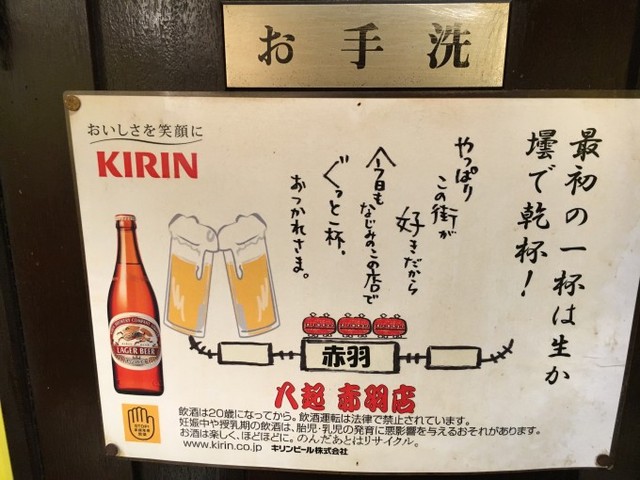 お手洗
おいしさを笑顔に
KIRIN
最初の一杯は生か
壜で乾杯！
やっぱり
この街が
好きだから
今日も
なじみのこの店で
ぐっと一杯、
おつかれさま。
赤羽
八起 赤羽店
LAGER BEER
STOP!
飲酒は20歳になってから。飲酒運転は法律で禁止されています。
妊娠中や授乳期の飲酒は、胎児・乳児の発育に悪影響を与えるおそれがあります。
お酒は楽しく、ほどほどに。のんだあとはリサイクル。
www.kirin.co.jp キリンビール株式会社